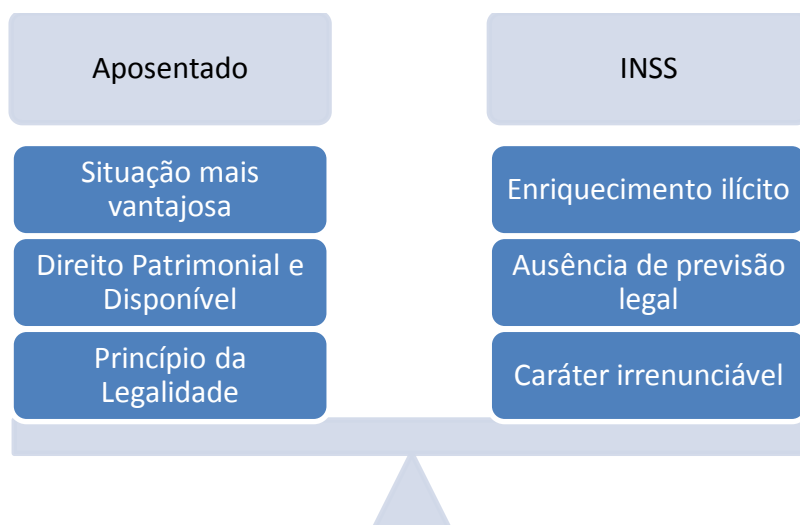 Aposentado
Situação mais
vantajosa
Direito Patrimonial e
Disponível
Princípio da
Legalidade
INSS
Enriquecimento ilícito
Ausência de previsão
legal
Caráter irrenunciável